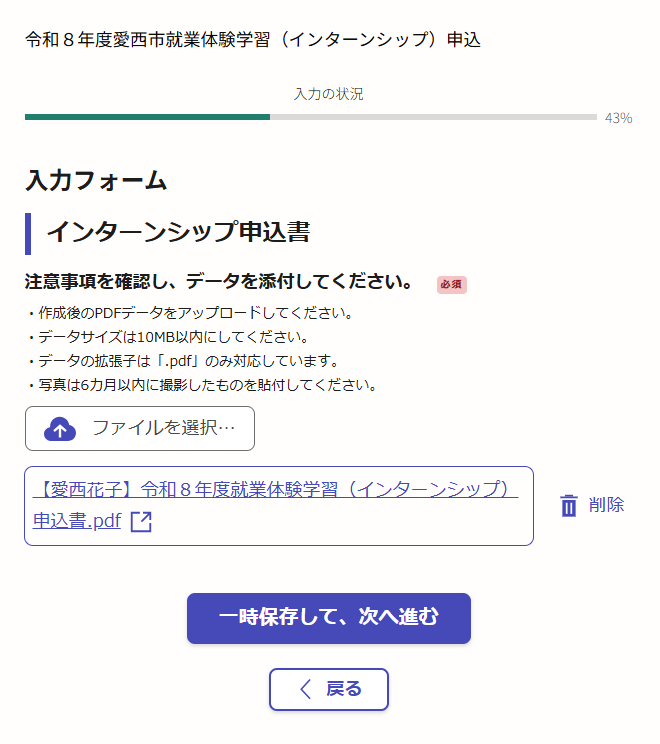 令和８年度愛西市就業体験学習（インターンシップ）申込
入力の状況
43%
入力フォーム
インターンシップ申込書
注意事項を確認し、データを添付してください。 必須
・作成後のPDFデータをアップロードしてください。
・データサイズは10MB以内にしてください。
・データの拡張子は「.pdf」のみ対応しています。
・写真は6カ月以内に撮影したものを貼付してください。
ファイルを選択…
【愛西花子】令和８年度就業体験学習（インターンシップ）
申込書.pdf
削除
一時保存して、次へ進む
戻る